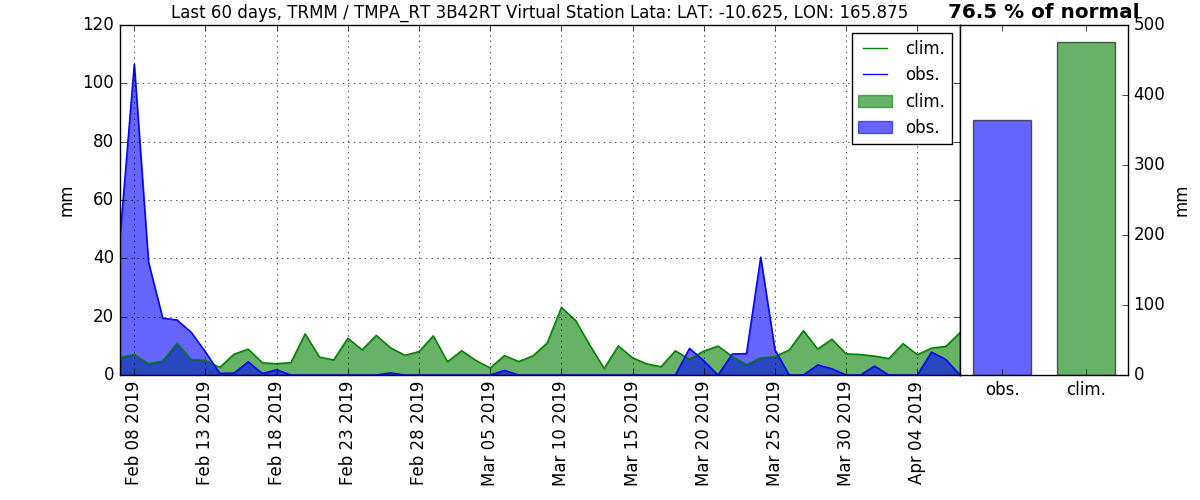 Last 60 days, TRMM / TMPA_RT 3B42RT Virtual Station Lata: LAT: -10.625, LON: 165.875
76.5 % of normal
120
100
80
60
40
20
0
mm
clim.
obs.
clim.
obs.
Feb 08 2019
Feb 13 2019
Feb 18 2019
Feb 23 2019
Feb 28 2019
Mar 05 2019
Mar 10 2019
Mar 15 2019
Mar 20 2019
Mar 25 2019
Mar 30 2019
Apr 04 2019
500
400
300
200
100
0
mm
obs.
clim.